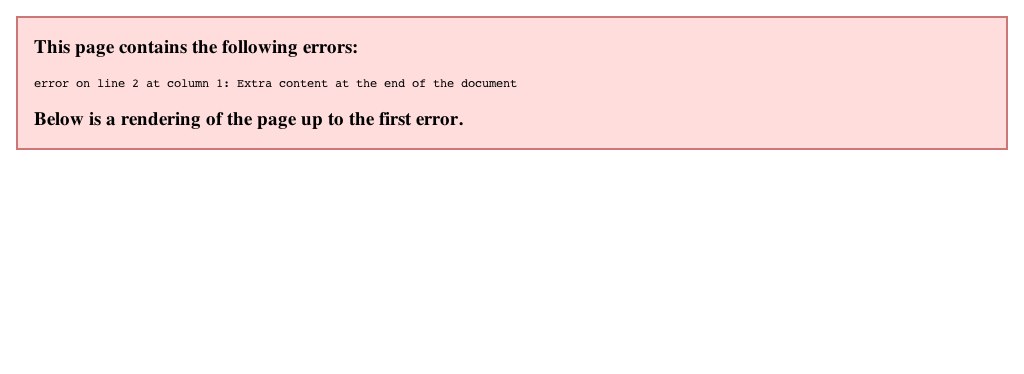 This page contains the following errors:
error on line 2 at column 1: Extra content at the end of the document
Below is a rendering of the page up to the first error.